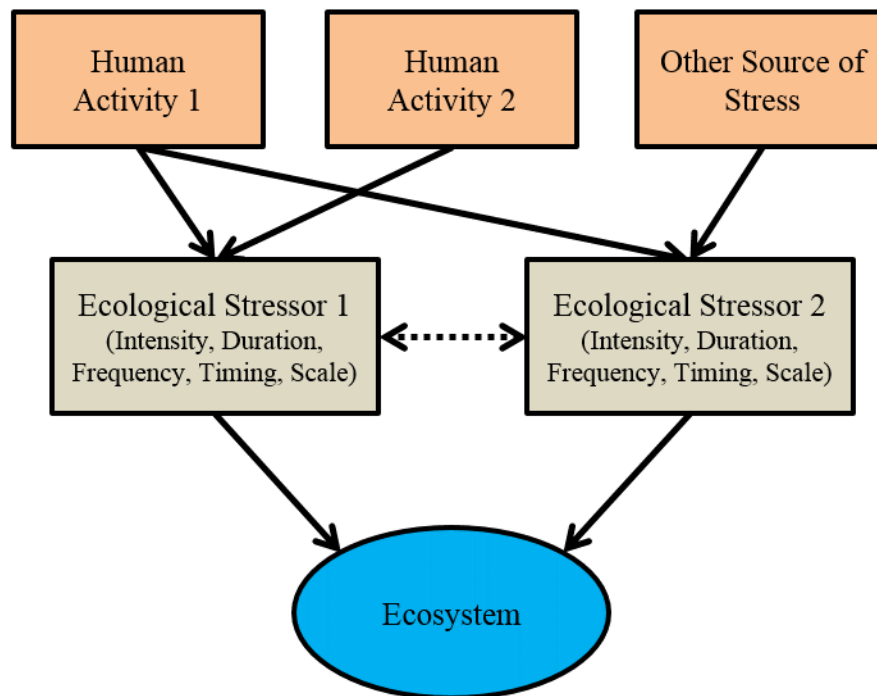 Human
Activity 1
Human
Activity 2
Other Source of
Stress
Ecological Stressor 1
(Intensity, Duration,
Frequency, Timing, Scale)
Ecological Stressor 2
(Intensity, Duration,
Frequency, Timing, Scale)
Ecosystem